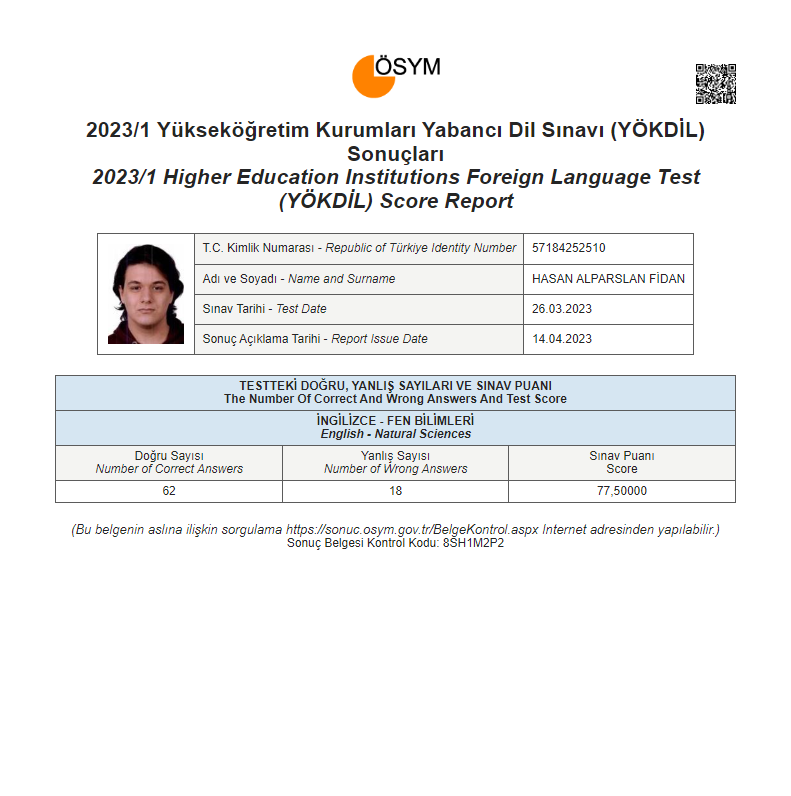 ÖSYM
2023/1 Yükseköğretim Kurumları Yabancı Dil Sınavı (YÖKDİL)
Sonuçları
2023/1 Higher Education Institutions Foreign Language Test
(YÖKDİL) Score Report
T.C. Kimlik Numarası - Republic of Türkiye Identity Number 57184252510
Adı ve Soyadı - Name and Surname HASAN ALPARSLAN FİDAN
Sınav Tarihi - Test Date 26.03.2023
Sonuç Açıklama Tarihi - Report Issue Date 14.04.2023
TESTTEKİ DOĞRU, YANLIŞ SAYILARI VE SINAV PUANI
The Number Of Correct And Wrong Answers And Test Score
İNGİLİZCE - FEN BİLİMLERİ
English - Natural Sciences
Doğru Sayısı Yanlış Sayısı Sınav Puanı
Number of Correct Answers Number of Wrong Answers Score
62 18 77,50000
(Bu belgenin aslına ilişkin sorgulama https://sonuc.osym.gov.tr/BelgeKontrol.aspx Internet adresinden yapılabilir.)
Sonuç Belgesi Kontrol Kodu: 8SH1M2P2